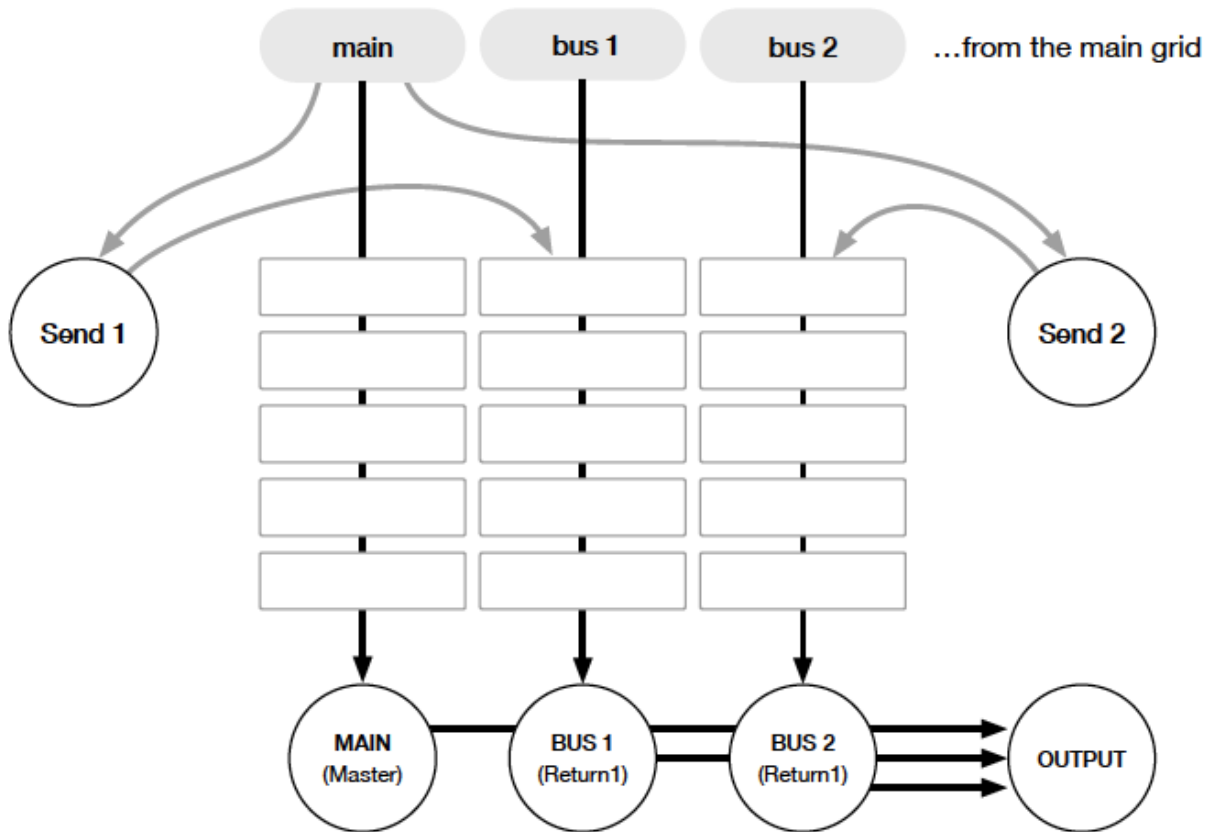 main
bus 1
bus 2
...from the main grid
Send 1
Send 2
MAIN
(Master)
BUS 1
(Return1)
BUS 2
(Return1)
OUTPUT